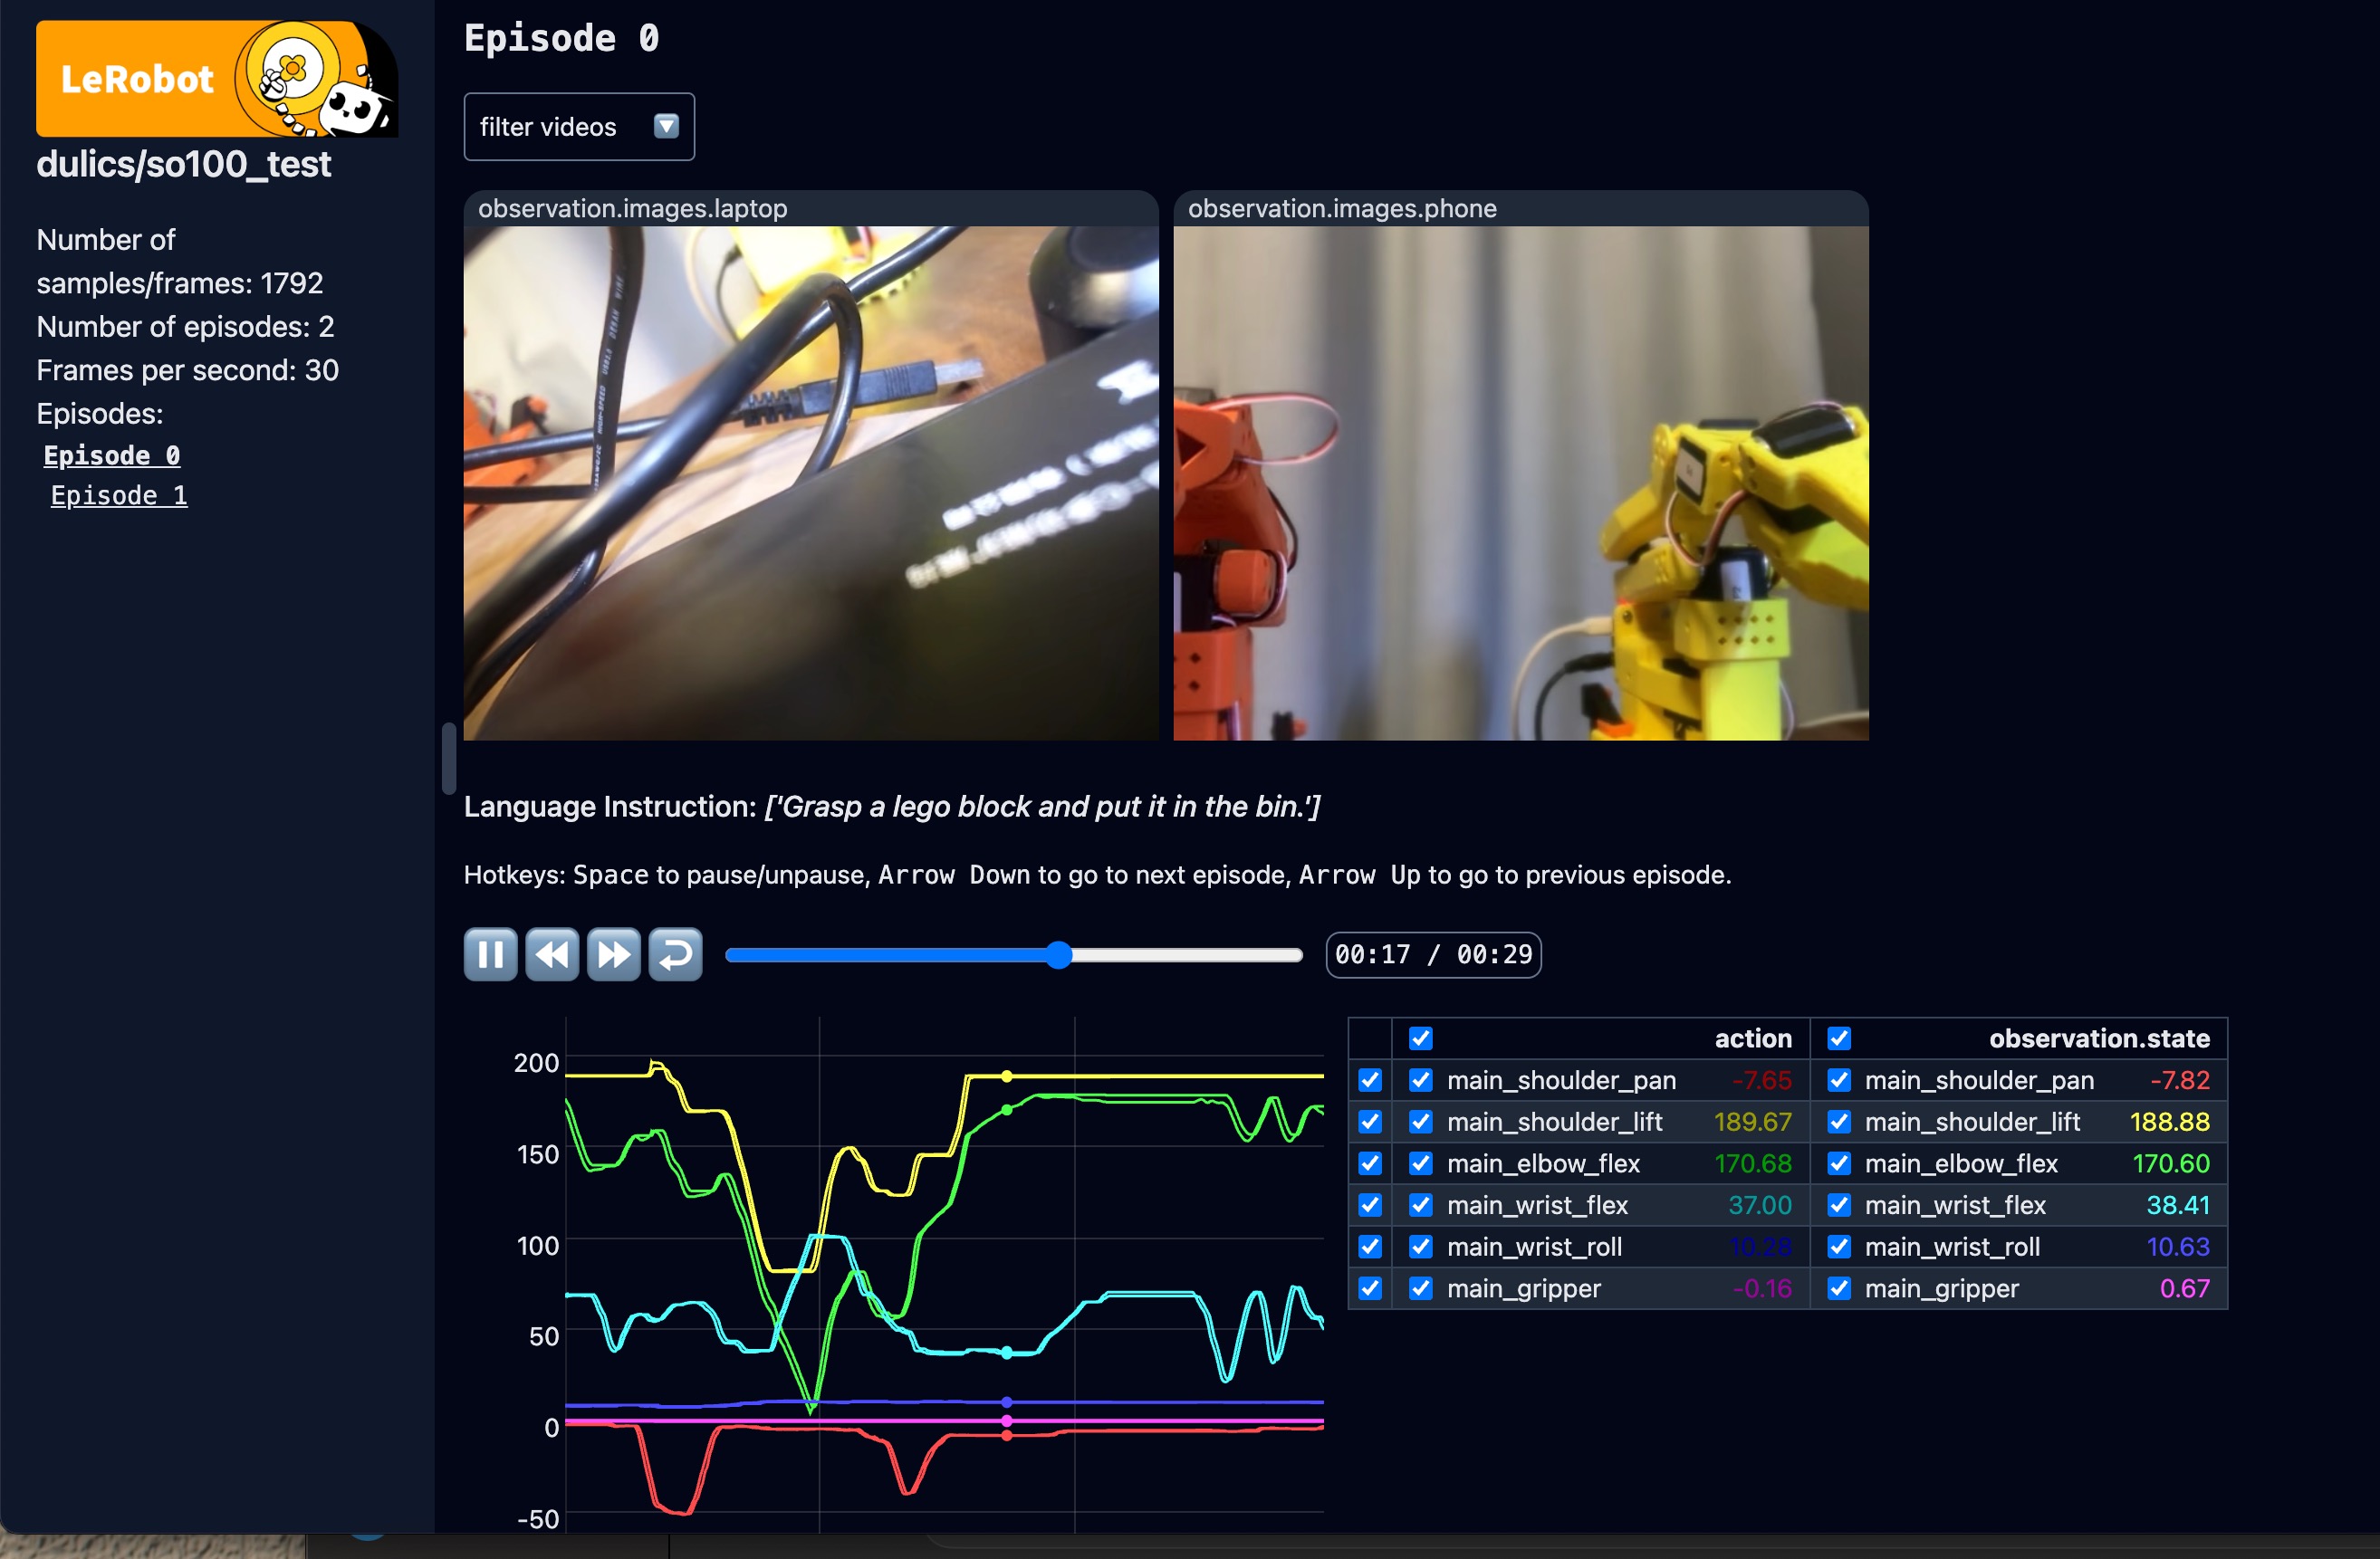 LeRobot
dulics/so100_test
Number of
samples/frames: 1792
Number of episodes: 2
Frames per second: 30
Episodes:
Episode 0
Episode 1
Episode 0
filter videos
observation.images.laptop
observation.images.phone
Language Instruction: ['Grasp a lego block and put it in the bin.']
Hotkeys: Space to pause/unpause, Arrow Down to go to next episode, Arrow Up to go to previous episode.
00:17 / 00:29
200
150
100
50
0
-50
action observation.state
main_shoulder_pan -7.65 main_shoulder_pan -7.82
main_shoulder_lift 189.67 main_shoulder_lift 188.88
main_elbow_flex 170.68 main_elbow_flex 170.60
main_wrist_flex 37.00 main_wrist_flex 38.41
main_wrist_roll 10.28 main_wrist_roll 10.63
main_gripper -0.16 main_gripper 0.67